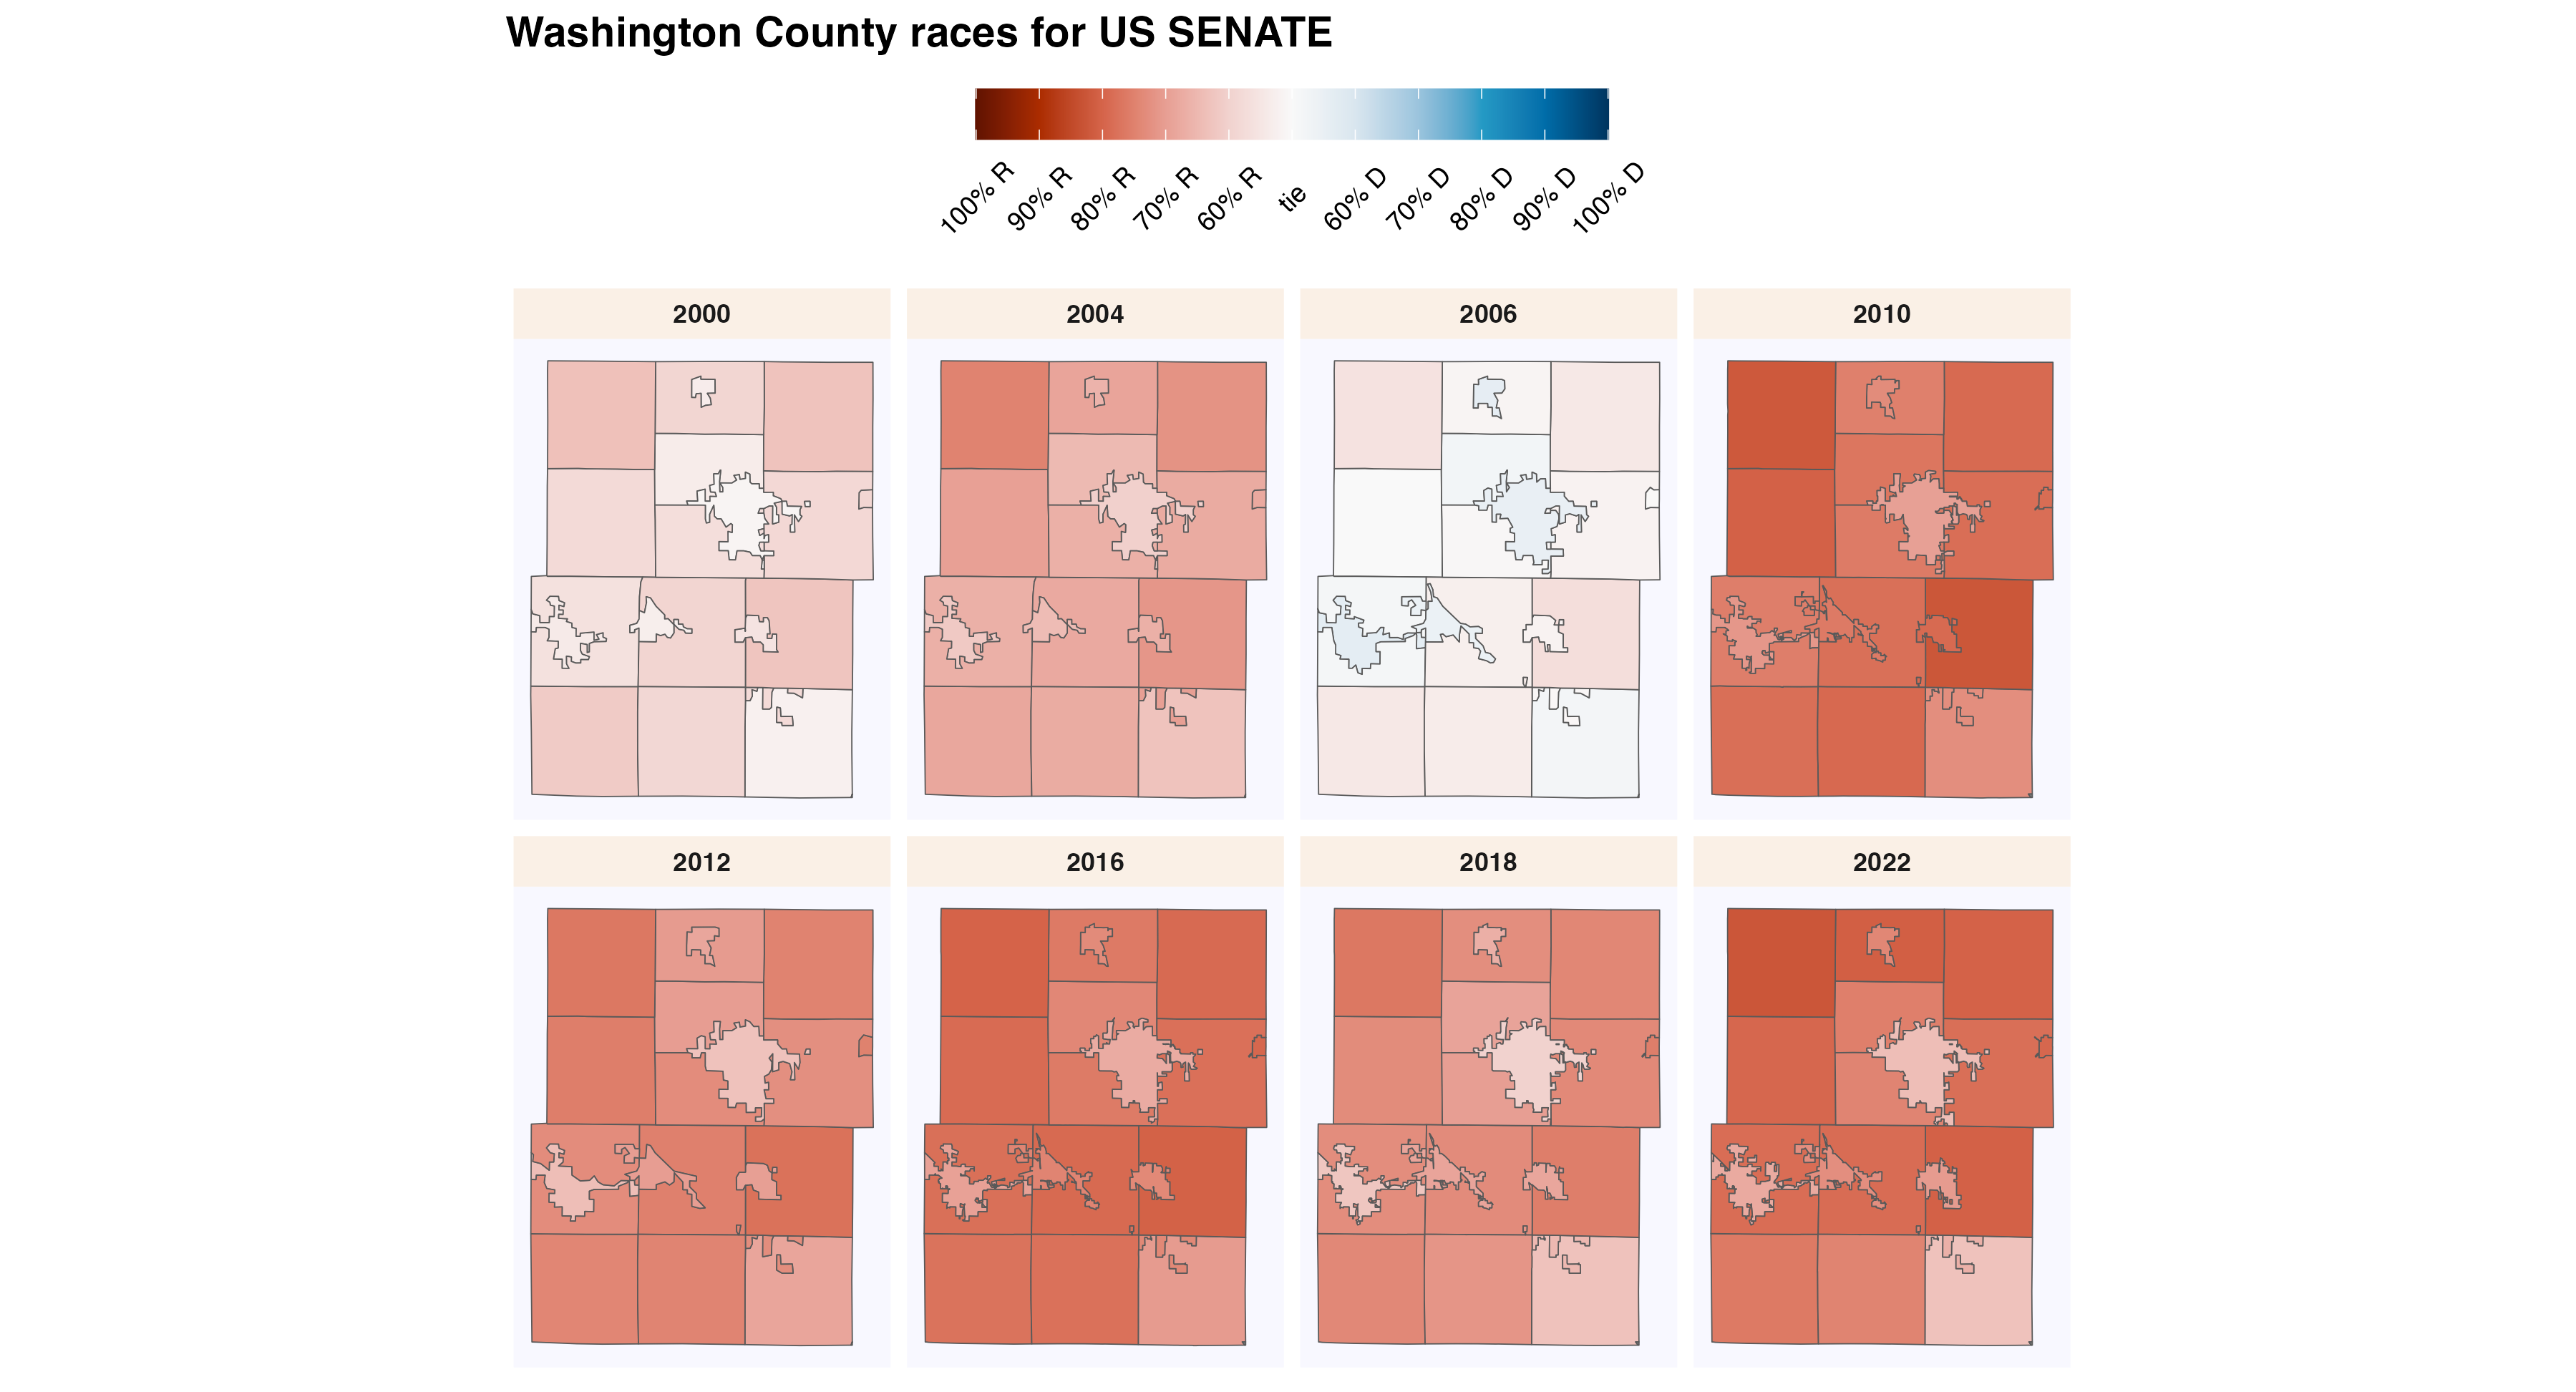 Washington County races for US SENATE
100% R 90% R 80% R 70% R 60% R tie 60% D 70% D 80% D 90% D 100% D
2000 2004 2006 2010
2012 2016 2018 2022